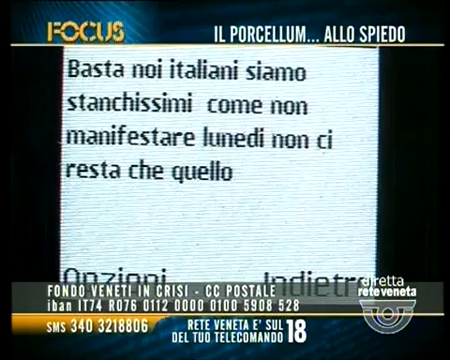 FOCUS
IL PORCELLUM... ALLO SPIEDO
Basta noi italiani siamo
stanchissimi come non
manifestare lunedi non ci
resta che quello
Opzioni Indietro
diretta
reteveneta
FONDO VENETI IN CRISI - CC POSTALE
iban IT74 R076 0112 0000 0100 5908 528
SMS 340 3218806
RETE VENETA E' SUL
DEL TUO TELECOMANDO 18